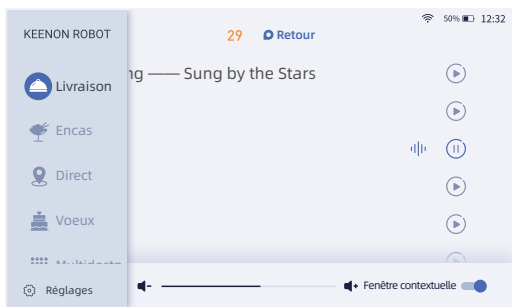 50% 12:32
KEENON ROBOT
29 Retour
Livraison
ng —— Sung by the Stars
Encas
Direct
Voeux
Réglages
Fenêtre contextuelle